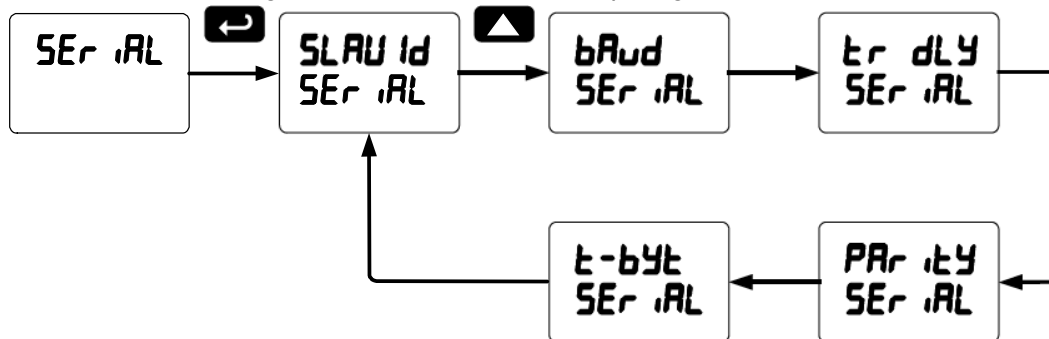 SEr iAL
SLAV Id
SEr iAL
bAud
SEr iAL
tr dLY
SEr iAL
t-bYt
SEr iAL
PAr itY
SEr iAL